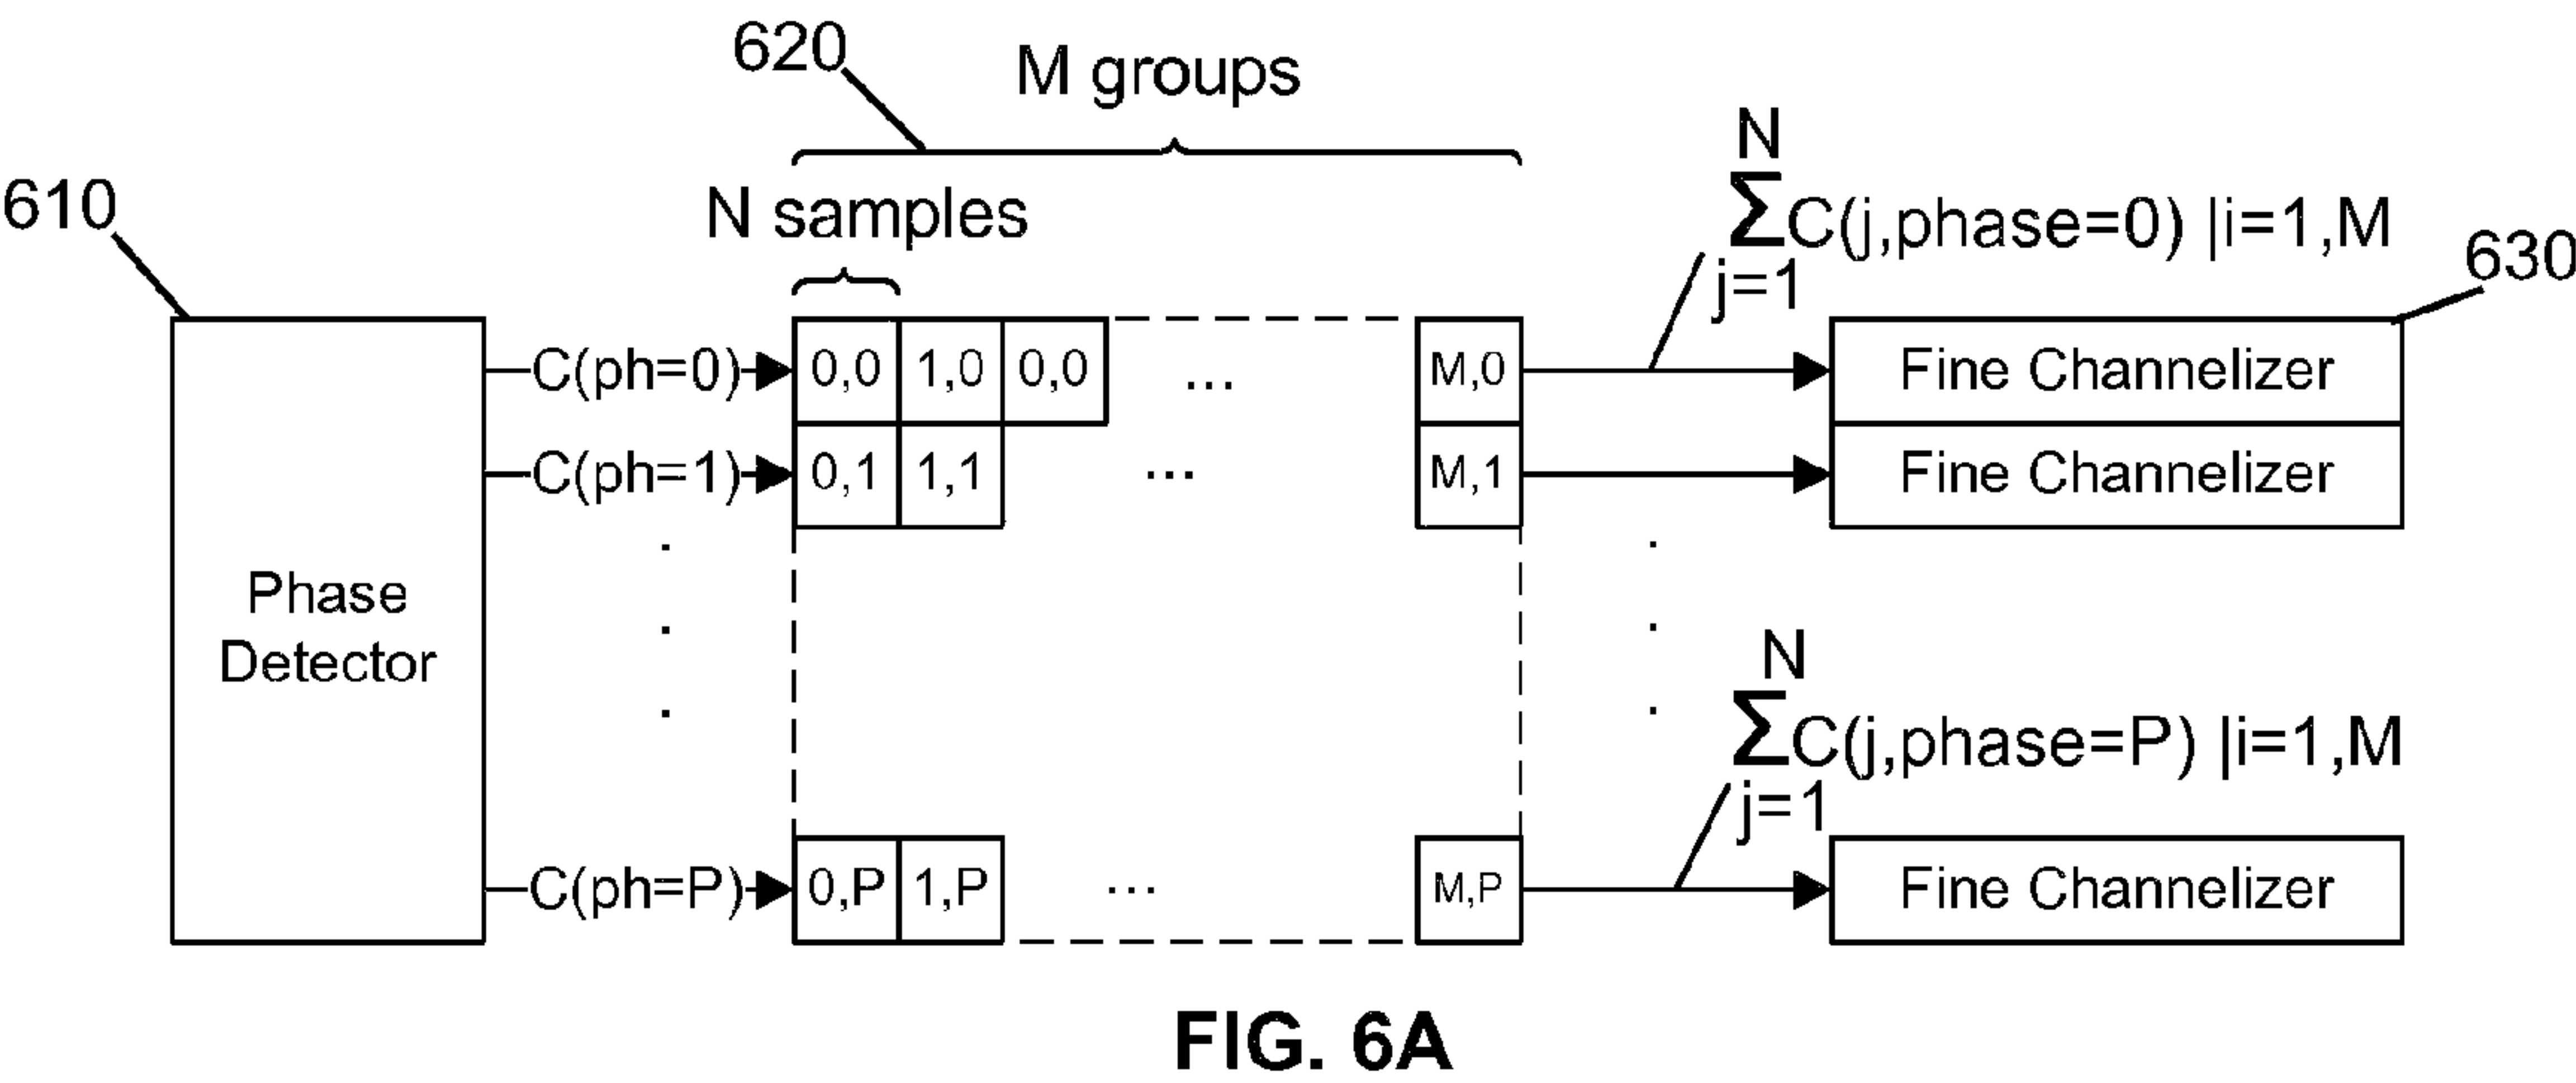 620
M groups
N
610
N samples
∑C(j,phase=0) |i=1,M
j=1
630
C(ph=0) 0,0 1,0 0,0 ... M,0 Fine Channelizer
C(ph=1) 0,1 1,1 ... M,1 Fine Channelizer
Phase
Detector
N
∑C(j,phase=P) |i=1,M
j=1
C(ph=P) 0,P 1,P ... M,P Fine Channelizer
FIG. 6A